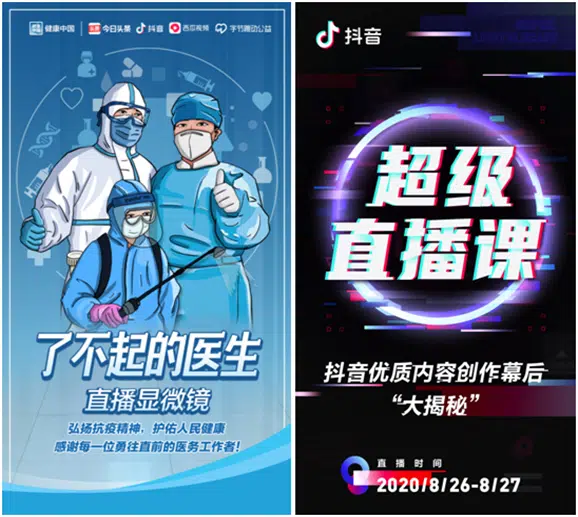 健康中国 今日头条 抖音 西瓜视频 字节跳动公益
了不起的医生
直播显微镜
弘扬抗疫精神，护佑人民健康
感谢每一位勇往直前的医务工作者！
抖音
超级
直播课
抖音优质内容创作幕后
“大揭秘”
直播时间
2020/8/26-8/27